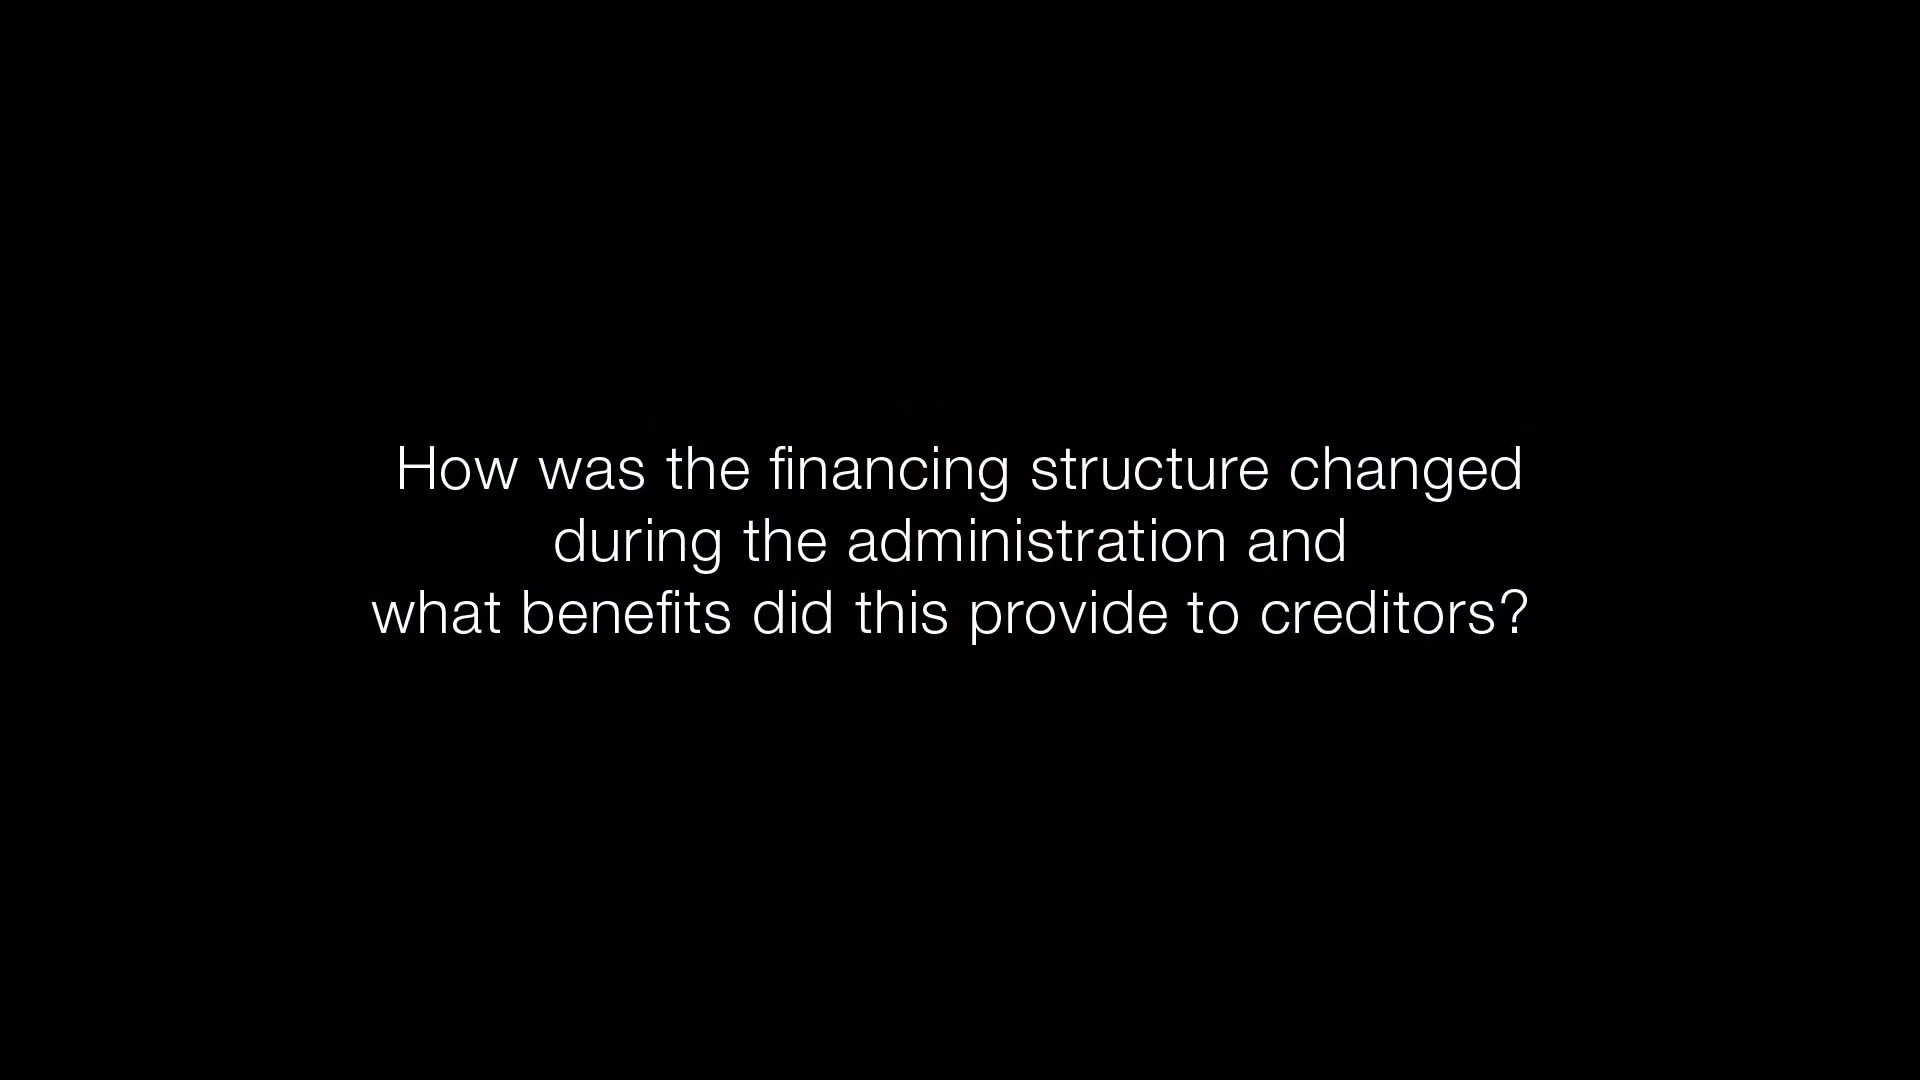 How was the financing structure changed
during the administration and
what benefits did this provide to creditors?